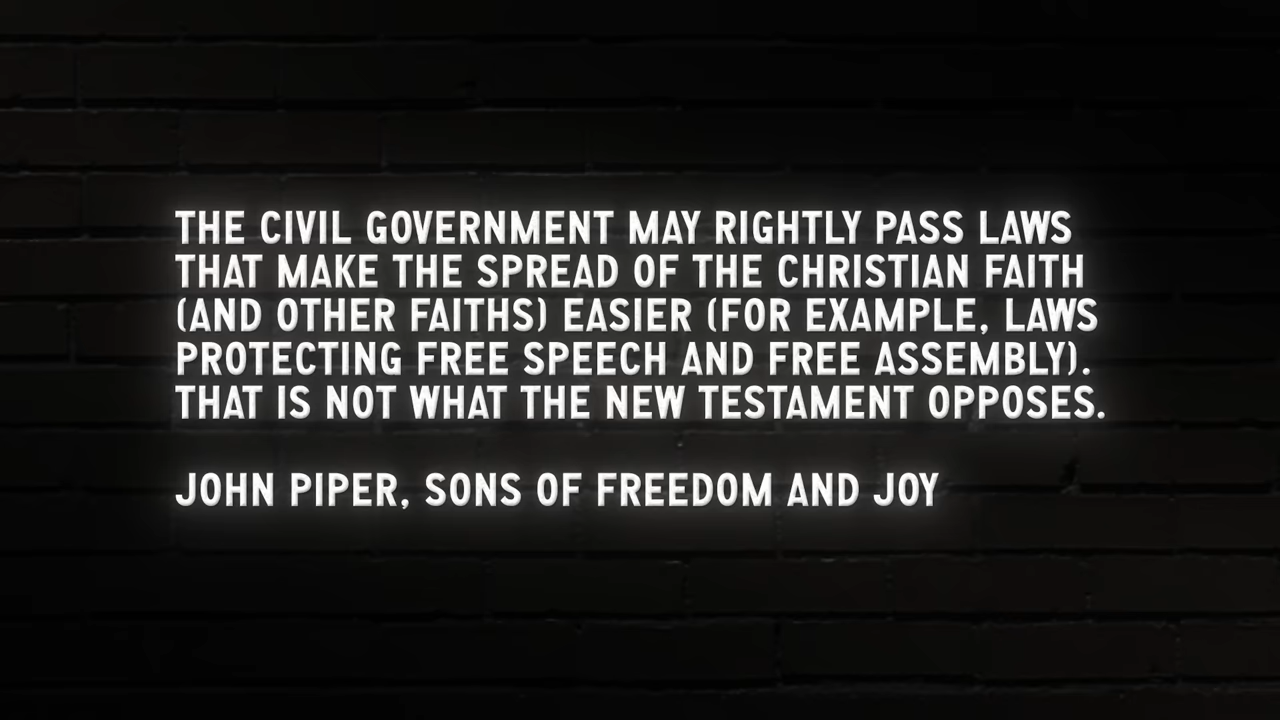 THE CIVIL GOVERNMENT MAY RIGHTLY PASS LAWS
THAT MAKE THE SPREAD OF THE CHRISTIAN FAITH
(AND OTHER FAITHS) EASIER (FOR EXAMPLE, LAWS
PROTECTING FREE SPEECH AND FREE ASSEMBLY).
THAT IS NOT WHAT THE NEW TESTAMENT OPPOSES.
JOHN PIPER, SONS OF FREEDOM AND JOY